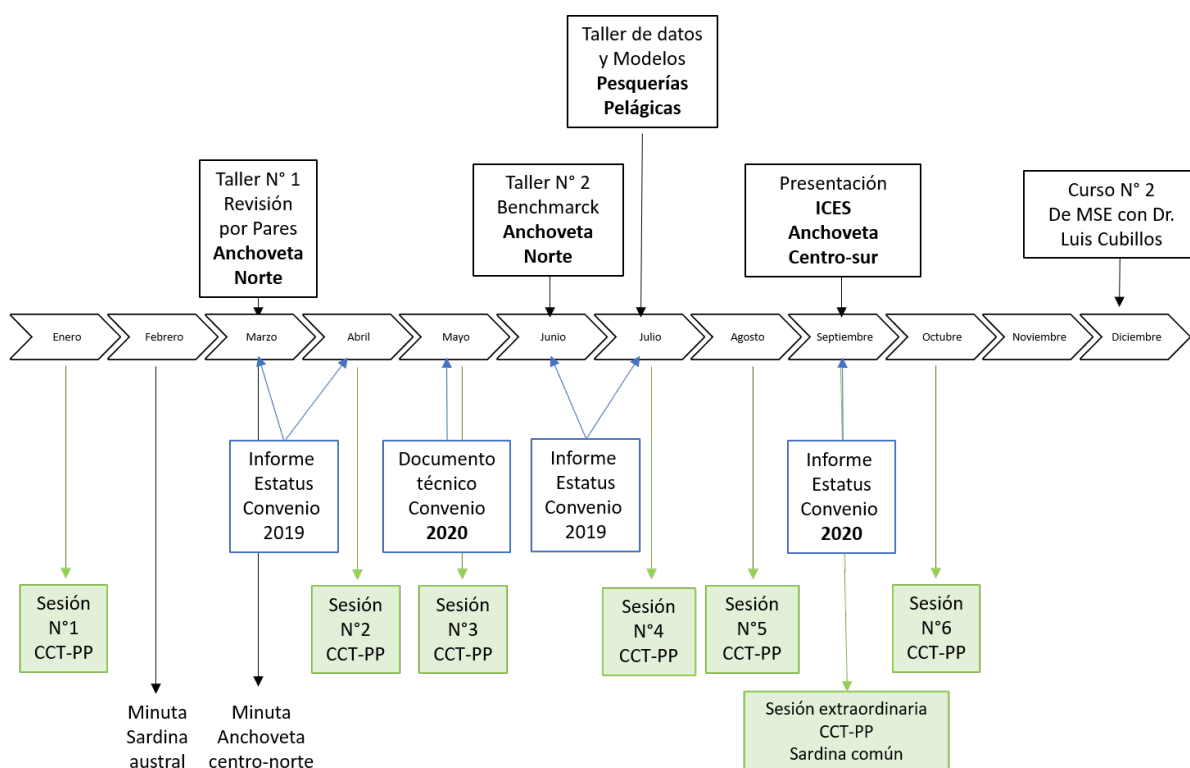 Taller de datos
y Modelos
Pesquerías
Pelágicas
Taller N° 1
Revisión
por Pares
Anchoveta
Norte
Taller N° 2
Benchmarck
Anchoveta
Norte
Presentación
ICES
Anchoveta
Centro-sur
Curso N° 2
De MSE con Dr.
Luis Cubillos
Enero
Febrero
Marzo
Abril
Mayo
Junio
Julio
Agosto
Septiembre
Octubre
Noviembre
Diciembre
Informe
Estatus
Convenio
2019
Documento
técnico
Convenio
2020
Informe
Estatus
Convenio
2019
Informe
Estatus
Convenio
2020
Sesión
N°1
CCT-PP
Sesión
N°2
CCT-PP
Sesión
N°3
CCT-PP
Sesión
N°4
CCT-PP
Sesión
N°5
CCT-PP
Sesión
N°6
CCT-PP
Minuta
Sardina
austral
Minuta
Anchoveta
centro-norte
Sesión extraordinaria
CCT-PP
Sardina común